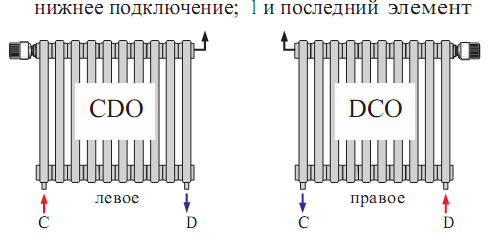 нижнее подключение; 1 и последний элемент
CDO
DCO
левое
правое
C
D
C
D